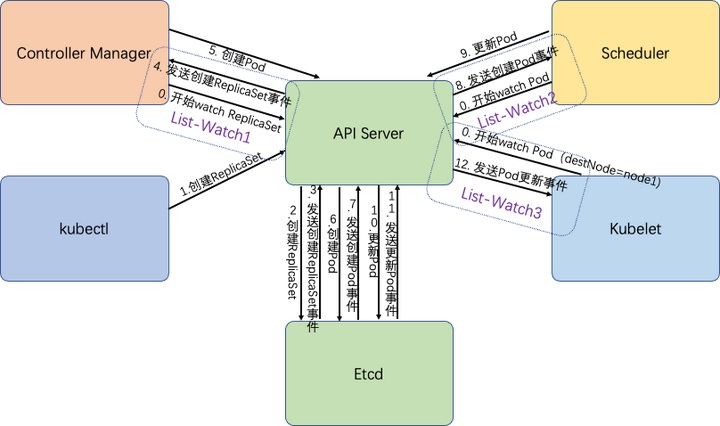 Controller Manager
5. 创建Pod
4. 发送创建ReplicaSet事件
0. 开始watch ReplicaSet
List-Watch1
9. 更新Pod
8. 发送创建Pod事件
0. 开始watch Pod
List-Watch2
Scheduler
API Server
0. 开始watch Pod（destNode=node1)
12. 发送Pod更新事件
List-Watch3
1.创建ReplicaSet
kubectl
Kubelet
2. 创建ReplicaSet
3. 发送创建ReplicaSet事件
6. 创建Pod
7. 发送创建Pod事件
10. 更新Pod
11. 发送更新Pod事件
Etcd